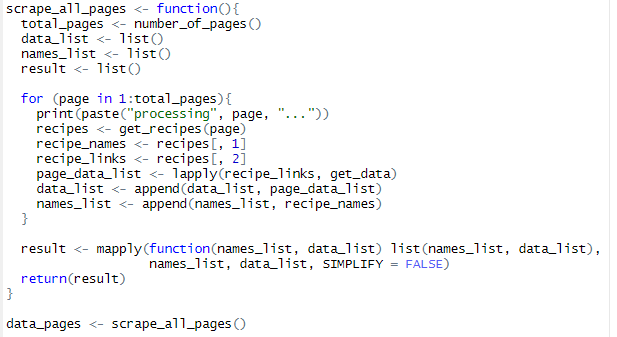 scrape_all_pages <- function(){
  total_pages <- number_of_pages()
  data_list <- list()
  names_list <- list()
  result <- list()
  for (page in 1:total_pages){
    print(paste("processing", page, "..."))
    recipes <- get_recipes(page)
    recipe_names <- recipes[, 1]
    recipe_links <- recipes[, 2]
    page_data_list <- lapply(recipe_links, get_data)
    data_list <- append(data_list, page_data_list)
    names_list <- append(names_list, recipe_names)
  }
  result <- mapply(function(names_list, data_list) list(names_list, data_list),
                   names_list, data_list, SIMPLIFY = FALSE)
  return(result)
}
data_pages <- scrape_all_pages()